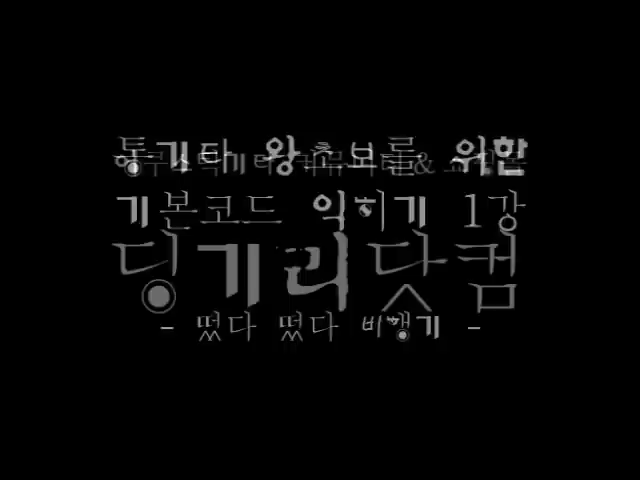 통기타 왕초보를 위한
기본코드 익히기 1강
딩기리닷컴
- 떴다 떴다 비행기 -